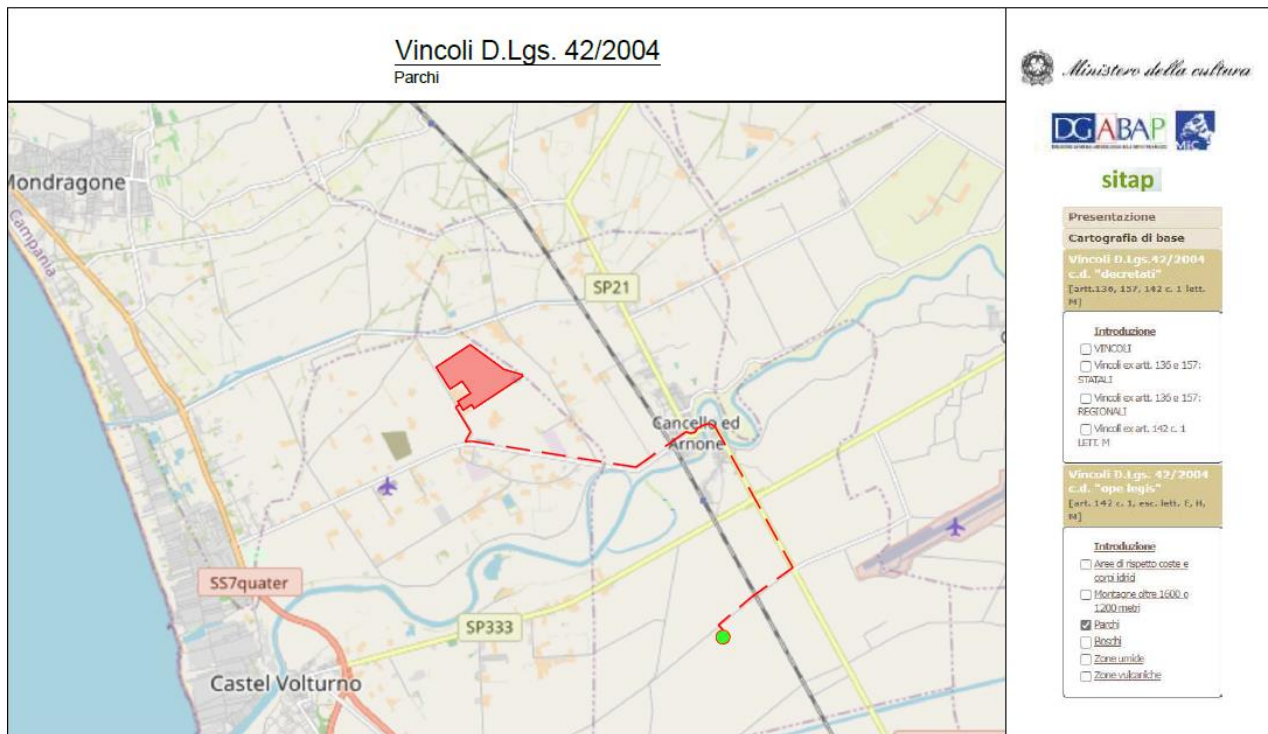 Vincoli D.Lgs. 42/2004
Parchi
Mondragone
Campania
SP21
Cancello ed
Arnone
SS7quater
SP333
Castel Volturno
Ministero della cultura
DGABAP
MiC
sitap
Presentazione
Cartografia di base
Vincoli D.Lgs.42/2004
c.d. "decretati"
[artt.136, 157, 142 c. 1 lett.
M]
Introduzione
VINCOLI
Vincoli ex artt. 136 e 157:
STATALI
Vincoli ex artt. 136 e 157:
REGIONALI
Vincoli ex art. 142 c. 1
LETT. M
Vincoli D.Lgs. 42/2004
c.d. "ope legis"
[art. 142 c. 1, esc. lett. E, H,
M]
Introduzione
Aree di rispetto coste e
corpi idrici
Montagne oltre 1600 o
1200 metri
Parchi
Boschi
Zone umide
Zone vulcaniche